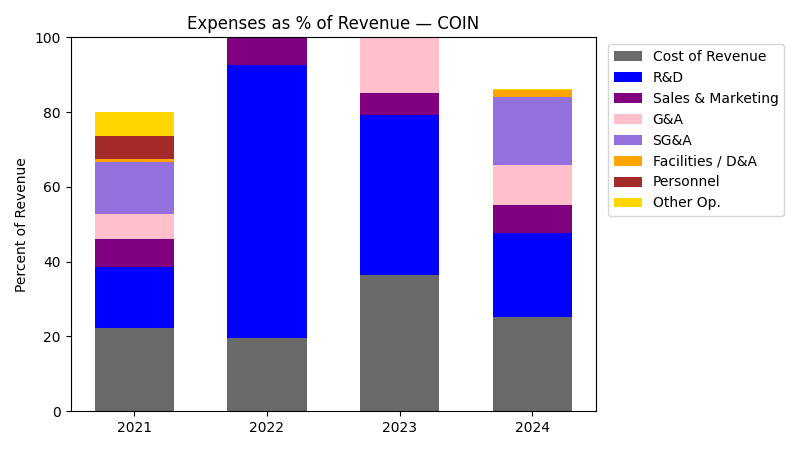 Expenses as % of Revenue — COIN
Percent of Revenue
100
80
60
40
20
0
2021
2022
2023
2024
Cost of Revenue
R&D
Sales & Marketing
G&A
SG&A
Facilities / D&A
Personnel
Other Op.